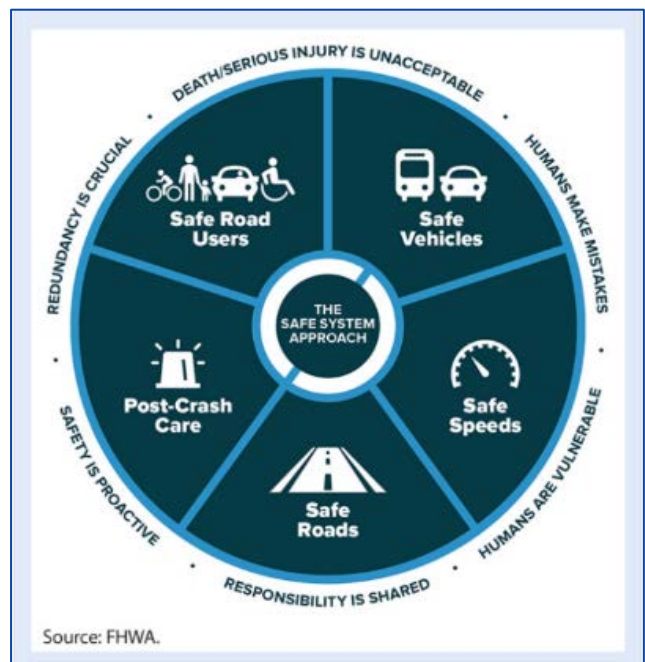 DEATH/SERIOUS INJURY IS UNACCEPTABLE
HUMANS MAKE MISTAKES
HUMANS ARE VULNERABLE
RESPONSIBILITY IS SHARED
SAFETY IS PROACTIVE
REDUNDANCY IS CRUCIAL
Safe Road
Users
Safe
Vehicles
THE
SAFE SYSTEM
APPROACH
Post-Crash
Care
Safe
Speeds
Safe
Roads
Source: FHWA.